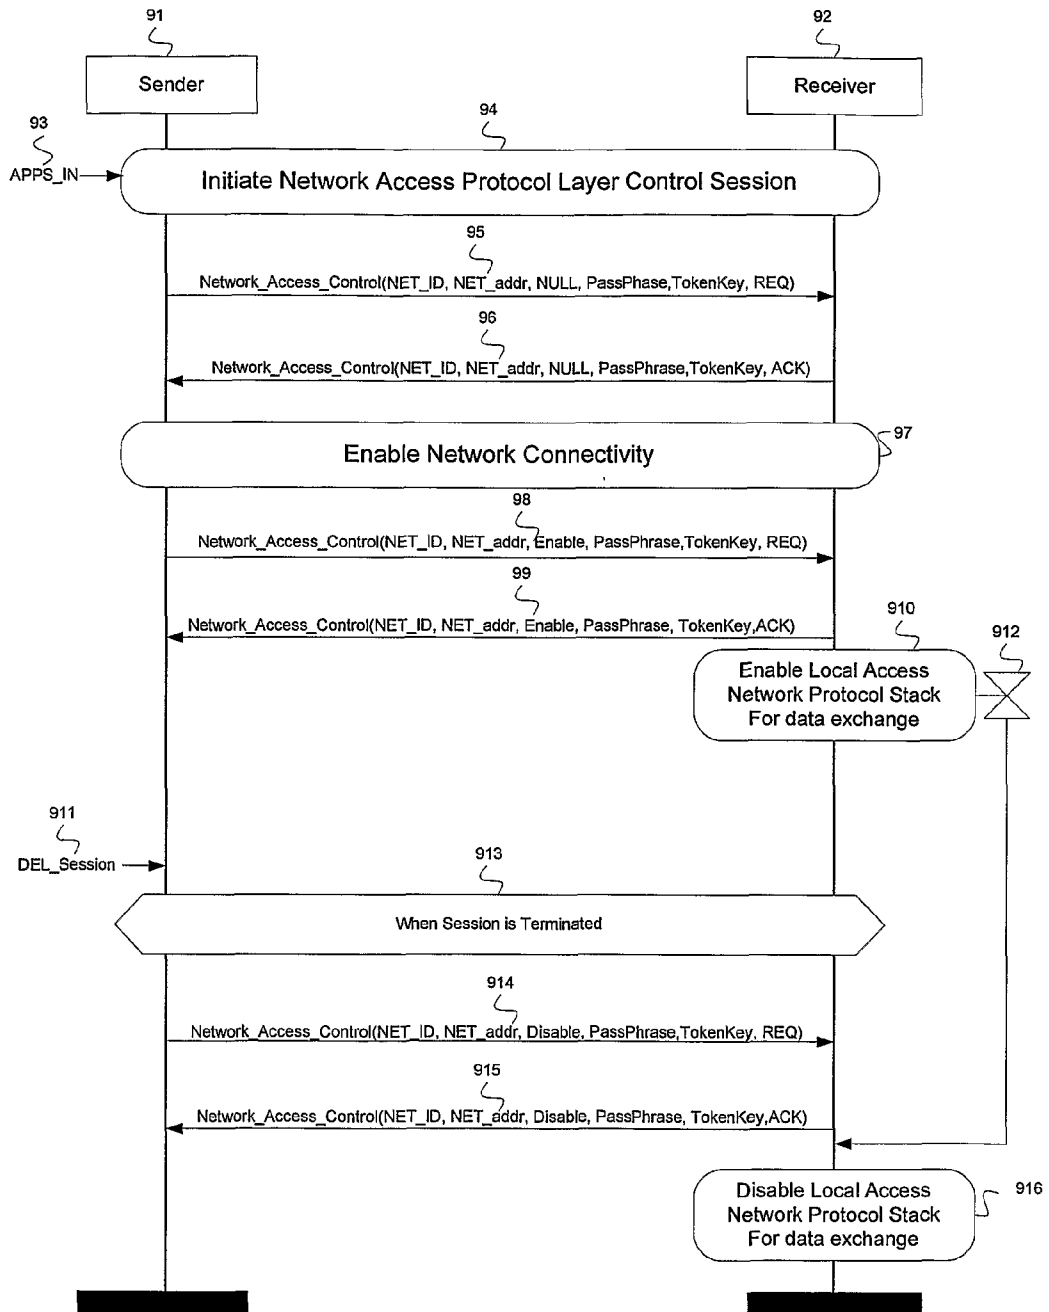 91
92
Sender
Receiver
93
94
APPS_IN
Initiate Network Access Protocol Layer Control Session
95
Network_Access_Control(NET_ID, NET_addr, NULL, PassPhase,TokenKey, REQ)
96
Network_Access_Control(NET_ID, NET_addr, NULL, PassPhrase,TokenKey, ACK)
97
Enable Network Connectivity
98
Network_Access_Control(NET_ID, NET_addr, Enable, PassPhrase,TokenKey, REQ)
99
Network_Access_Control(NET_ID, NET_addr, Enable, PassPhrase, TokenKey,ACK)
910
912
Enable Local Access
Network Protocol Stack
For data exchange
911
DEL_Session
913
When Session is Terminated
914
Network_Access_Control(NET_ID, NET_addr, Disable, PassPhrase,TokenKey, REQ)
915
Network_Access_Control(NET_ID, NET_addr, Disable, PassPhrase, TokenKey,ACK)
Disable Local Access
Network Protocol Stack
For data exchange
916